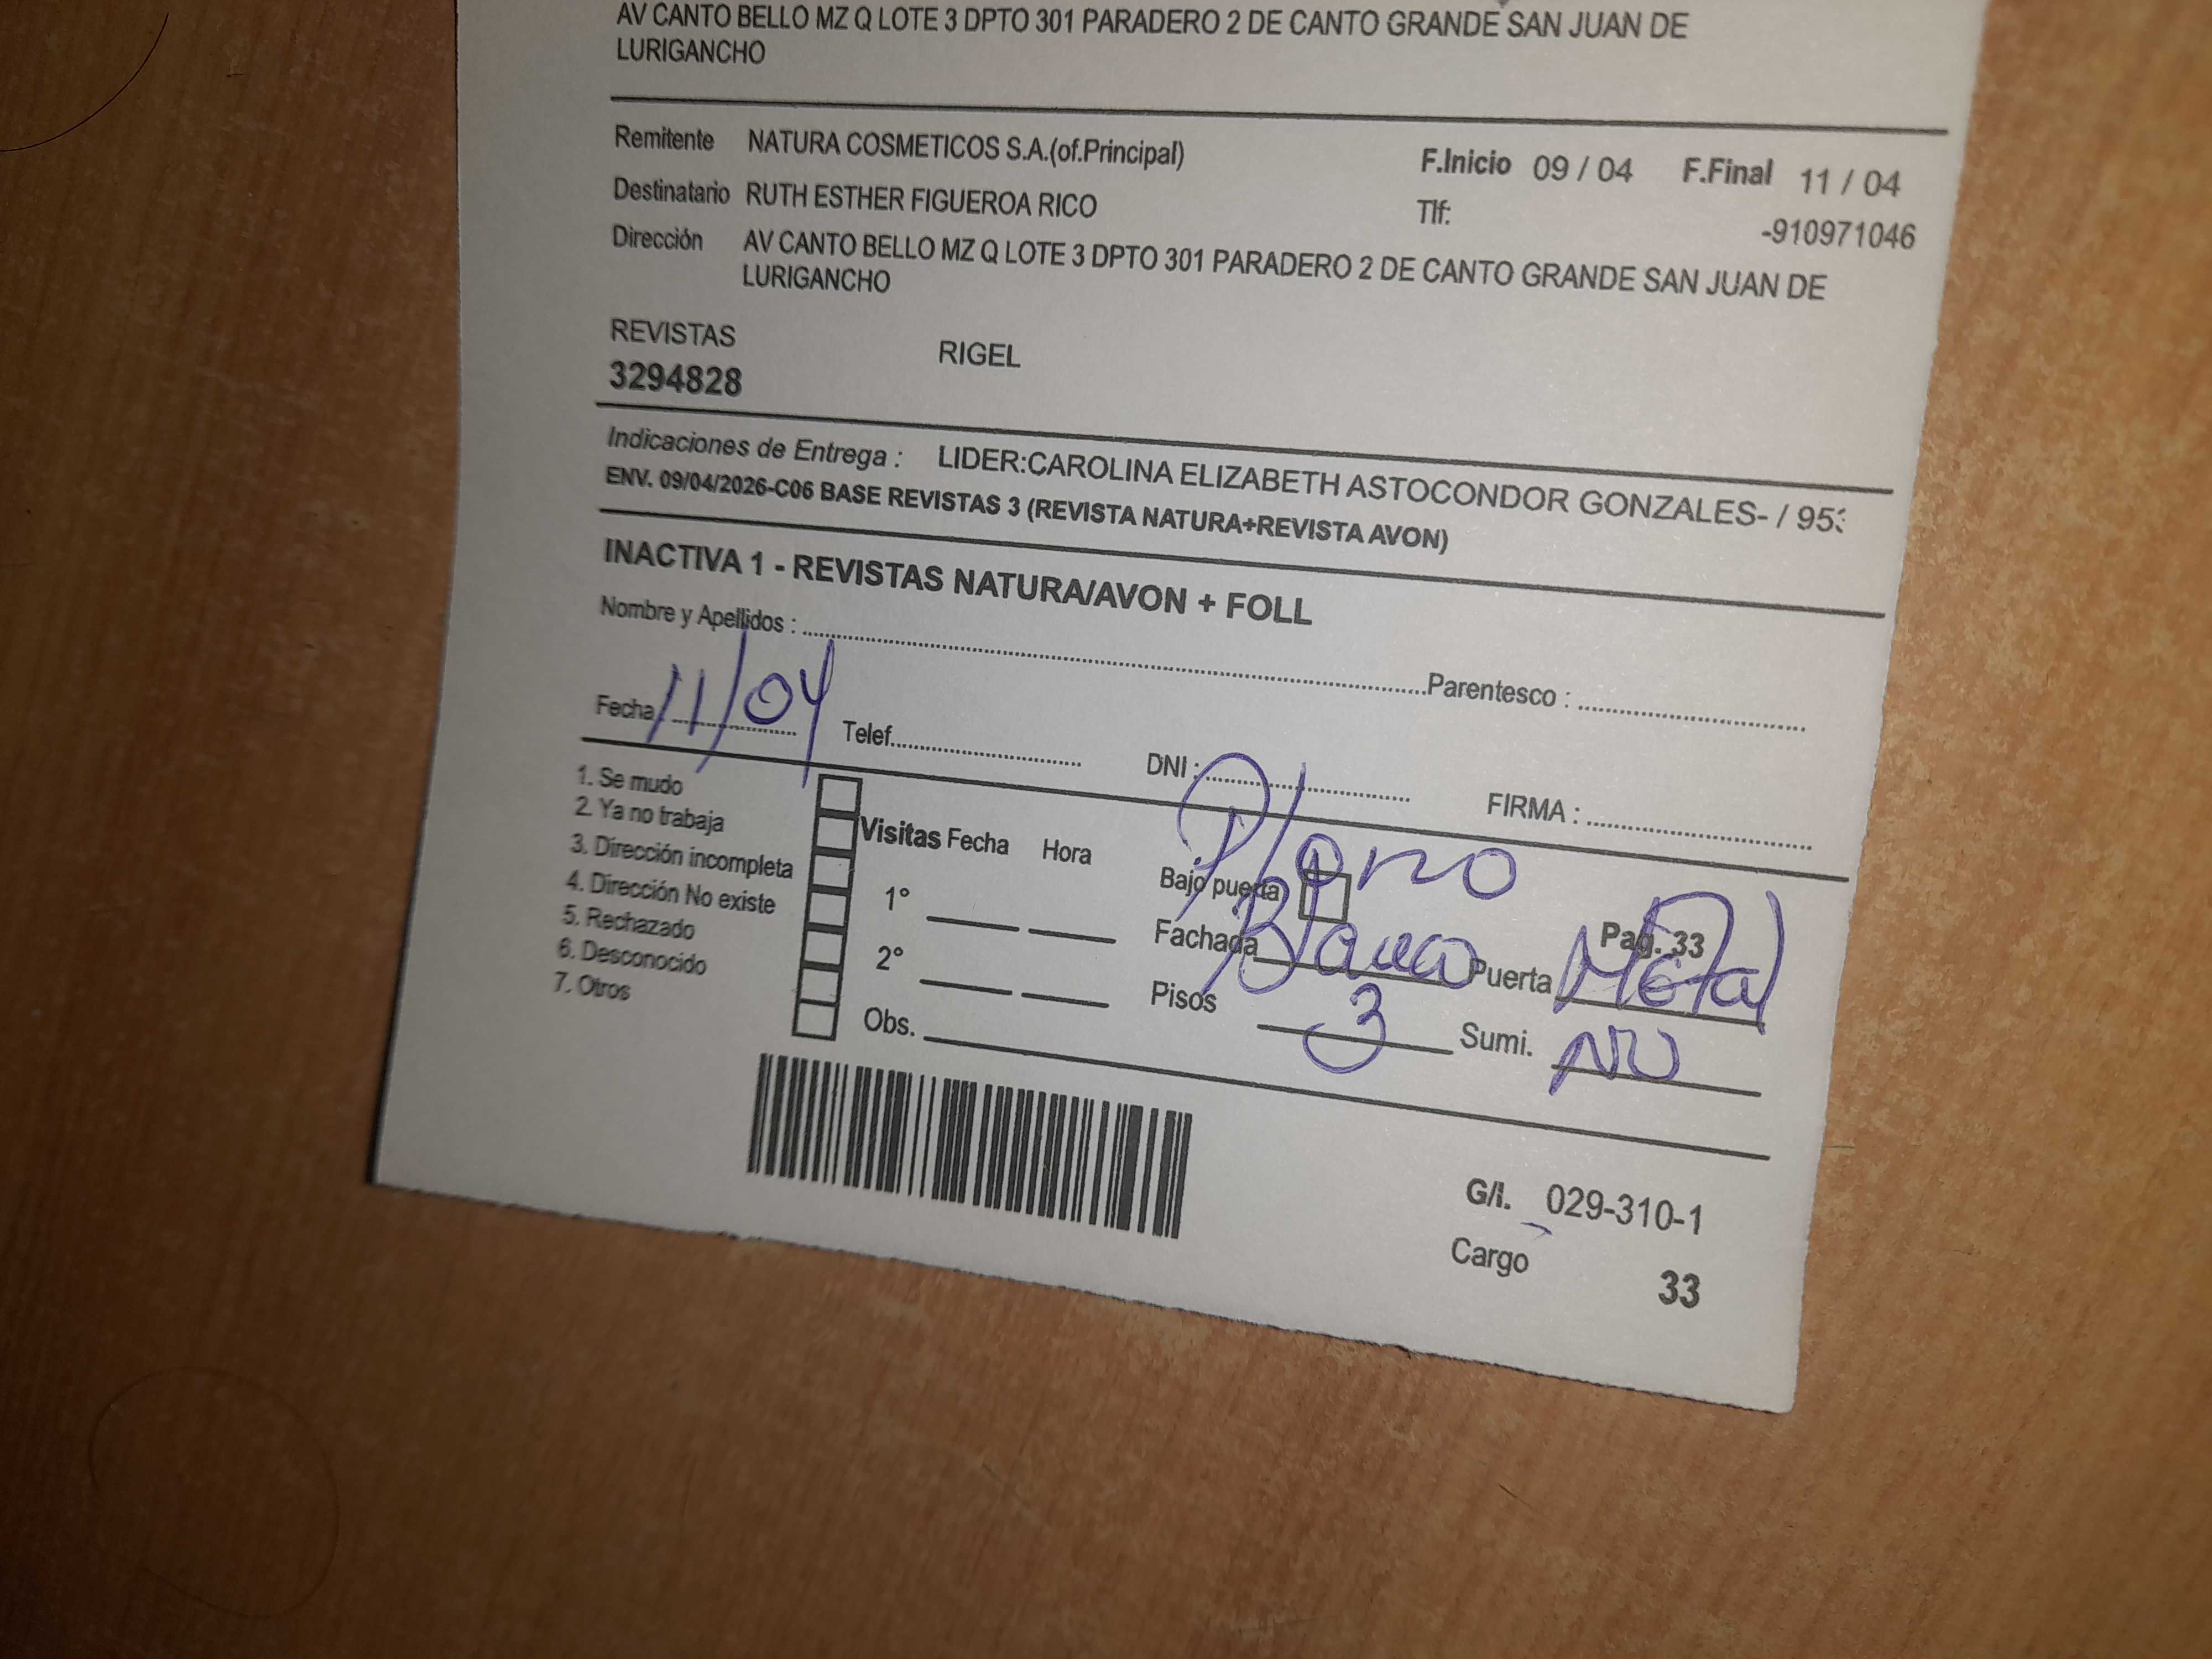 AV CANTO BELLO MZ Q LOTE 3 DPTO 301 PARADERO 2 DE CANTO GRANDE SAN JUAN DE
LURIGANCHO
Remitente NATURA COSMETICOS S.A.(of.Principal) F.Inicio 09 / 04 F.Final 11 / 04
Destinatario RUTH ESTHER FIGUEROA RICO Tlf: -910971046
Dirección AV CANTO BELLO MZ Q LOTE 3 DPTO 301 PARADERO 2 DE CANTO GRANDE SAN JUAN DE
LURIGANCHO
REVISTAS RIGEL
3294828
Indicaciones de Entrega : LIDER:CAROLINA ELIZABETH ASTOCONDOR GONZALES- / 953
ENV. 09/04/2026-C06 BASE REVISTAS 3 (REVISTA NATURA+REVISTA AVON)
INACTIVA 1 - REVISTAS NATURA/AVON + FOLL
Nombre y Apellidos : Parentesco :
Fecha 11/04 Telef. DNI : FIRMA :
1. Se mudo
2. Ya no trabaja
3. Dirección incompleta
4. Dirección No existe
5. Rechazado
6. Desconocido
7. Otros
Visitas Fecha Hora
1°
2°
Obs.
Plomo
Bajo puerta Pag. 33
Fachada Blanco Puerta Metal
Pisos 3 Sumi. NO
G/I. 029-310-1
Cargo 33